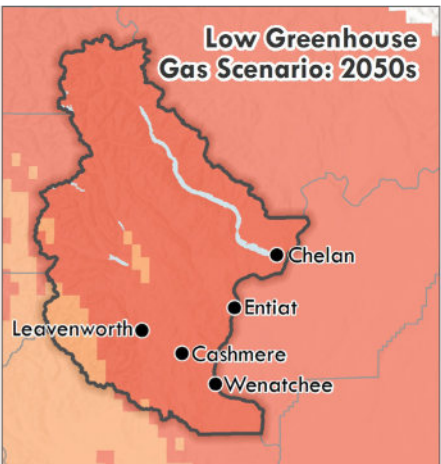 Low Greenhouse
Gas Scenario: 2050s
Chelan
Entiat
Leavenworth
Cashmere
Wenatchee